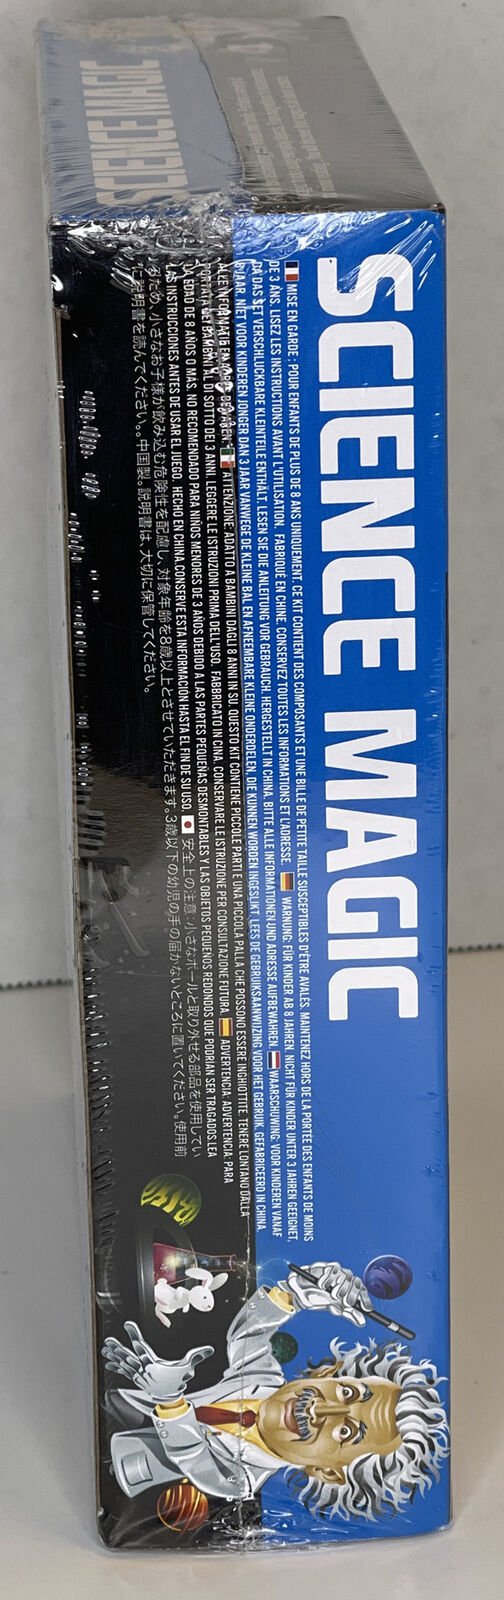 SCIENCE MAGIC
SCIENCE MAGIC
MISE EN GARDE : POUR ENFANTS DE PLUS DE 8 ANS UNIQUEMENT. CE KIT CONTIENT DES COMPOSANTS ET UNE BILLE DE PETITE TAILLE SUSCEPTIBLES D'ÊTRE AVALÉS. MAINTENEZ HORS DE LA PORTÉE DES ENFANTS DE MOINS
DE 3 ANS. LISEZ LES INSTRUCTIONS AVANT L'UTILISATION. FABRIQUÉ EN CHINE. CONSERVEZ TOUTES LES INFORMATIONS ET L'ADRESSE. WARNUNG: FÜR KINDER AB 8 JAHREN. NICHT FÜR KINDER UNTER 3 JAHREN GEEIGNET,
DA DAS SET VERSCHLUCKBARE KLEINTEILE ENTHÄLT. LESEN SIE DIE ANLEITUNG VOR GEBRAUCH. HERGESTELLT IN CHINA. BITTE ALLE INFORMATIONEN UND ADRESSE AUFBEWAHREN. WAARSCHUWING: VOOR KINDEREN VANAF
8 JAAR. NIET VOOR KINDEREN JONGER DAN 3 JAAR VANWEGE DE KLEINE BAL EN AFNEEMBARE KLEINE ONDERDELEN, DIE KUNNEN WORDEN INGESLIKT. LEES DE GEBRUIKSAANWIJZING VOOR HET GEBRUIK. GEFABRICEERD IN CHINA.
ALLE INFORMATIE EN ATTENZIONE: ADATTO A BAMBINI DAGLI 8 ANNI IN SU. QUESTO KIT CONTIENE PICCOLE PARTI E UNA PICCOLA PALLA CHE POSSONO ESSERE INGHIOTTITE. TENERE LONTANO DALLA
PORTATA DEI BAMBINI AL DI SOTTO DEI 3 ANNI. LEGGERE LE ISTRUZIONI PRIMA DELL'USO. FABBRICATO IN CINA. CONSERVARE LE ISTRUZIONI PER CONSULTAZIONE FUTURA. ADVERTENCIA: ADVERTENCIA: PARA
LA EDAD DE 8 AÑOS O MAS. NO RECOMENDADO PARA NIÑOS MENORES DE 3 AÑOS DEBIDO A LAS PARTES PEQUEÑAS DESMONTABLES Y LAS OBJETOS PEQUENOS REDONDOS QUE PODRÍAN SER TRAGADOS. LEA
LAS INSTRUCCIONES ANTES DE USAR EL JUEGO. HECHO EN CHINA. CONSERVE ESTA INFORMACIÓN HASTA EL FIN DE SU USO. 安全上の注意: 小さなボールと取り外せる部品を使用してい
るため、小さなお子様が飲み込む危険性を配慮し、対象年齢を8歳以上とさせていただきます。3歳以下の幼児の手の届かないところに置いてください。使用前
に説明書を読んでください。中国製。説明書は、大切に保管してください。